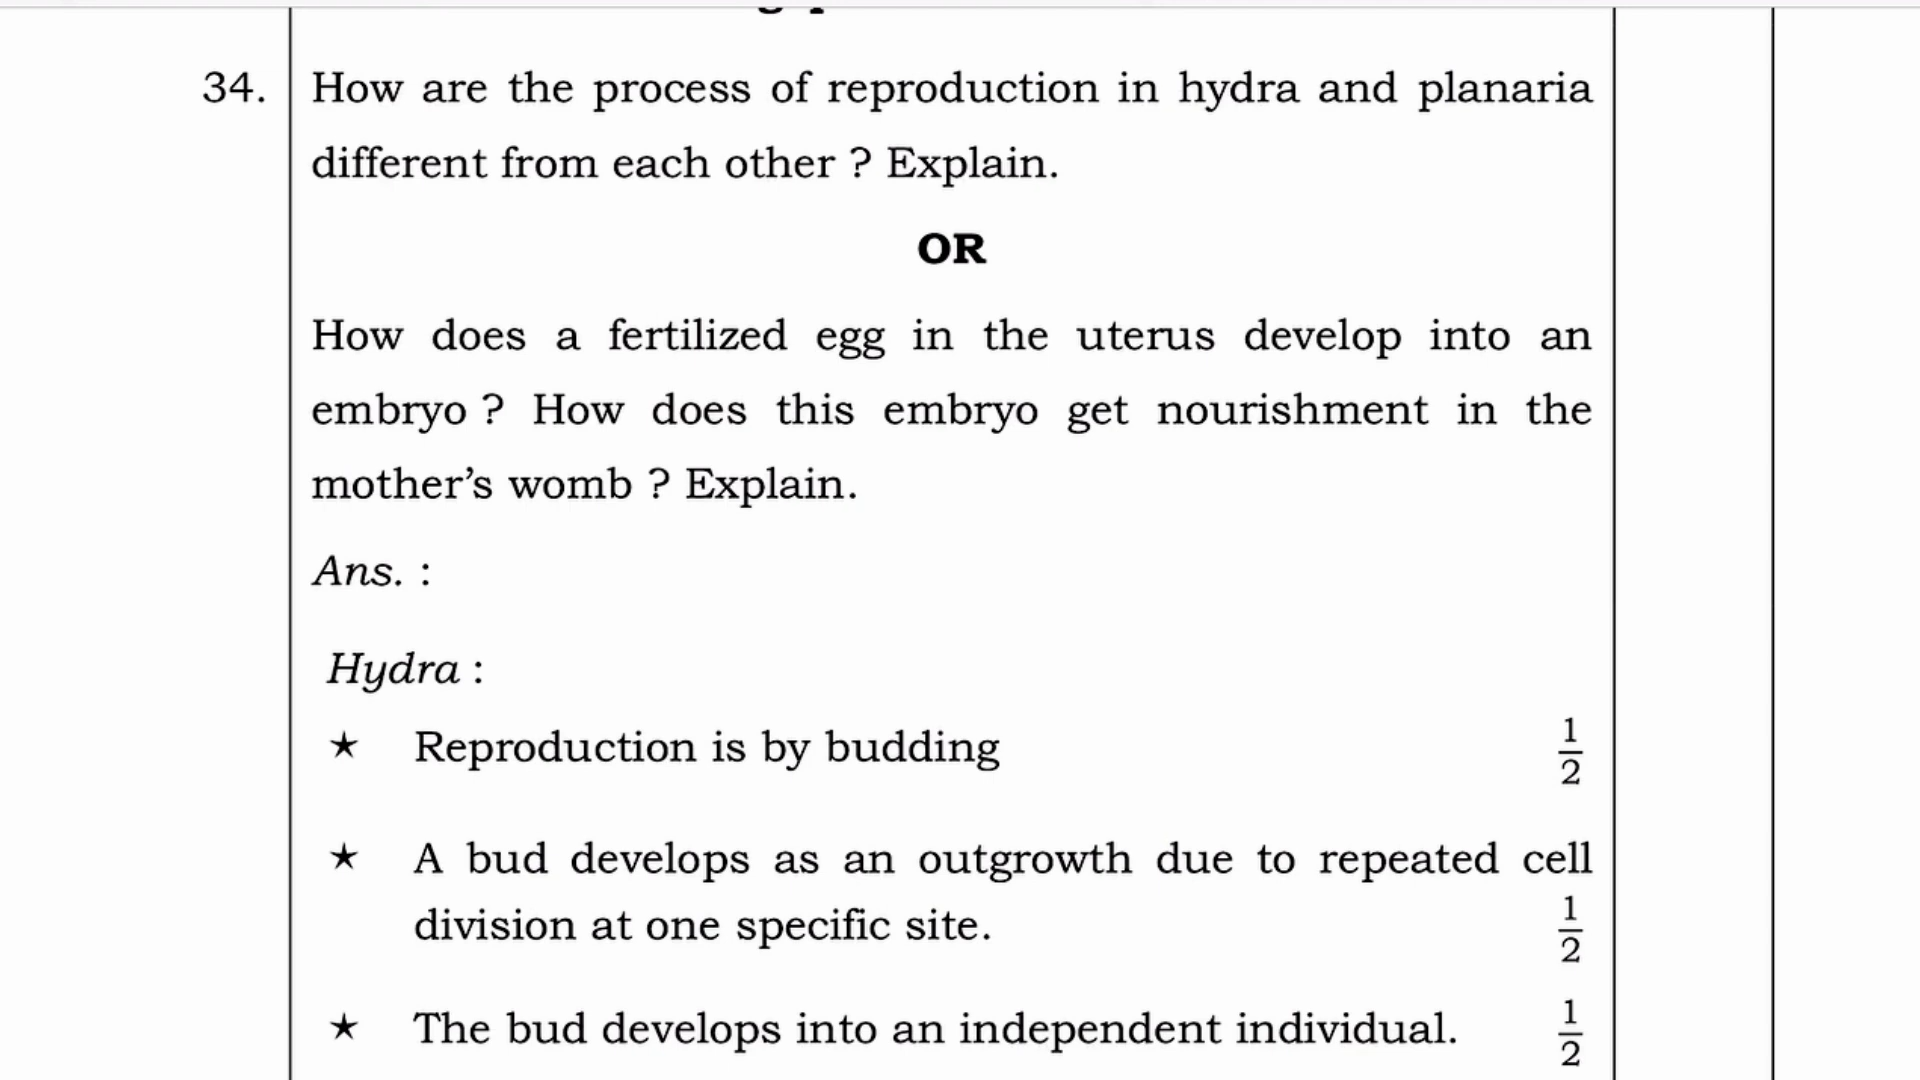 34. How are the process of reproduction in hydra and planaria
different from each other ? Explain.
OR
How does a fertilized egg in the uterus develop into an
embryo ? How does this embryo get nourishment in the
mother’s womb ? Explain.
Ans. :
Hydra :
★ Reproduction is by budding 1/2
★ A bud develops as an outgrowth due to repeated cell
division at one specific site. 1/2
★ The bud develops into an independent individual. 1/2